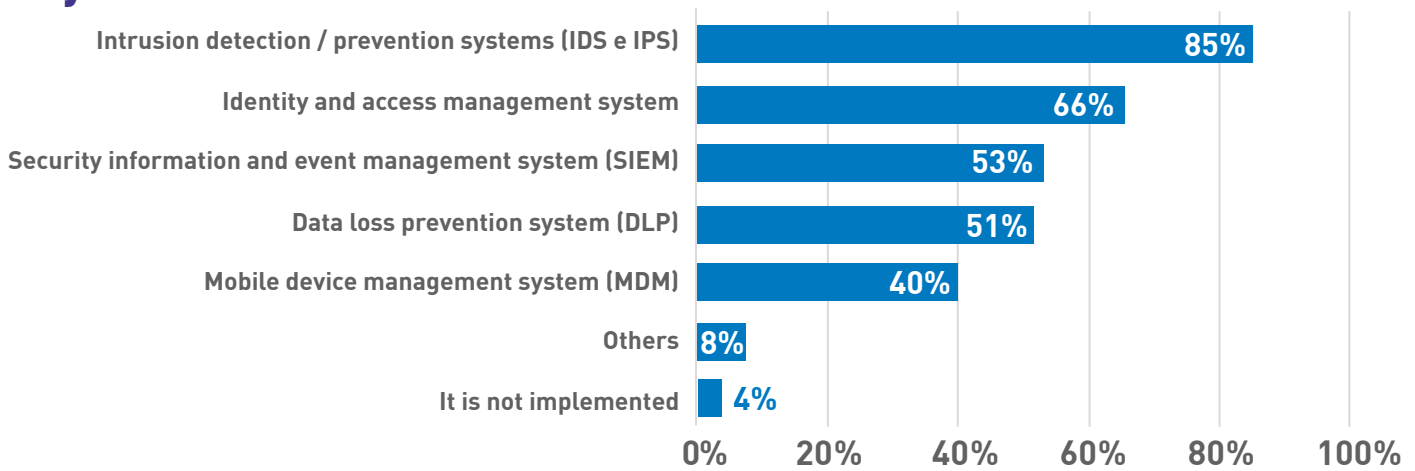 Intrusion detection / prevention systems (IDS e IPS) 85%
Identity and access management system 66%
Security information and event management system (SIEM) 53%
Data loss prevention system (DLP) 51%
Mobile device management system (MDM) 40%
Others 8%
It is not implemented 4%
0% 20% 40% 60% 80% 100%